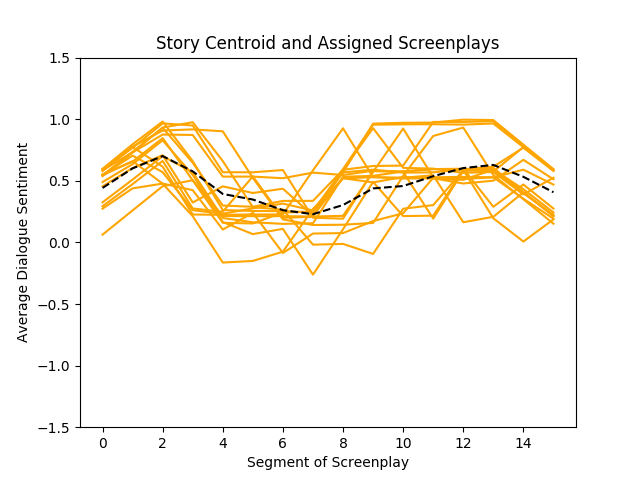 Story Centroid and Assigned Screenplays
Average Dialogue Sentiment
1.5
1.0
0.5
0.0
−0.5
−1.0
−1.5
0 2 4 6 8 10 12 14
Segment of Screenplay